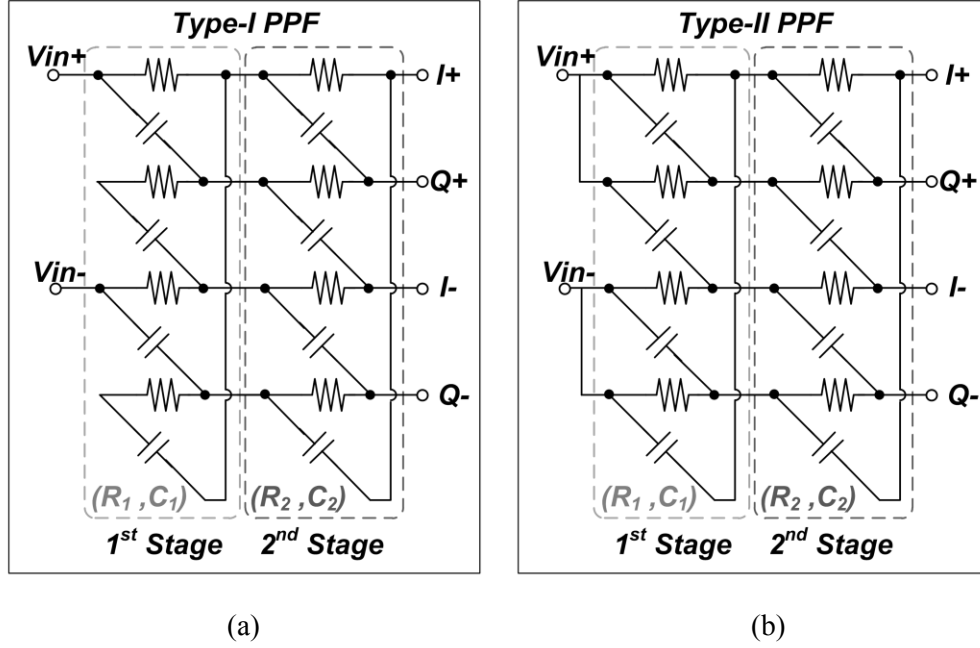 Type-I PPF
Vin+
I+
Q+
Vin-
I-
Q-
(R1 ,C1)
(R2 ,C2)
1st Stage
2nd Stage
(a)
Type-II PPF
Vin+
I+
Q+
Vin-
I-
Q-
(R1 ,C1)
(R2 ,C2)
1st Stage
2nd Stage
(b)